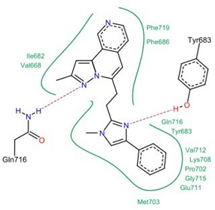 N
Phe719
Phe686
Tyr683
Ile682
Val668
N
N
H
N
H
H
O
O
N
N
Gln716
Gln716
Tyr683
Val712
Lys708
Pro702
Gly715
Glu711
Met703